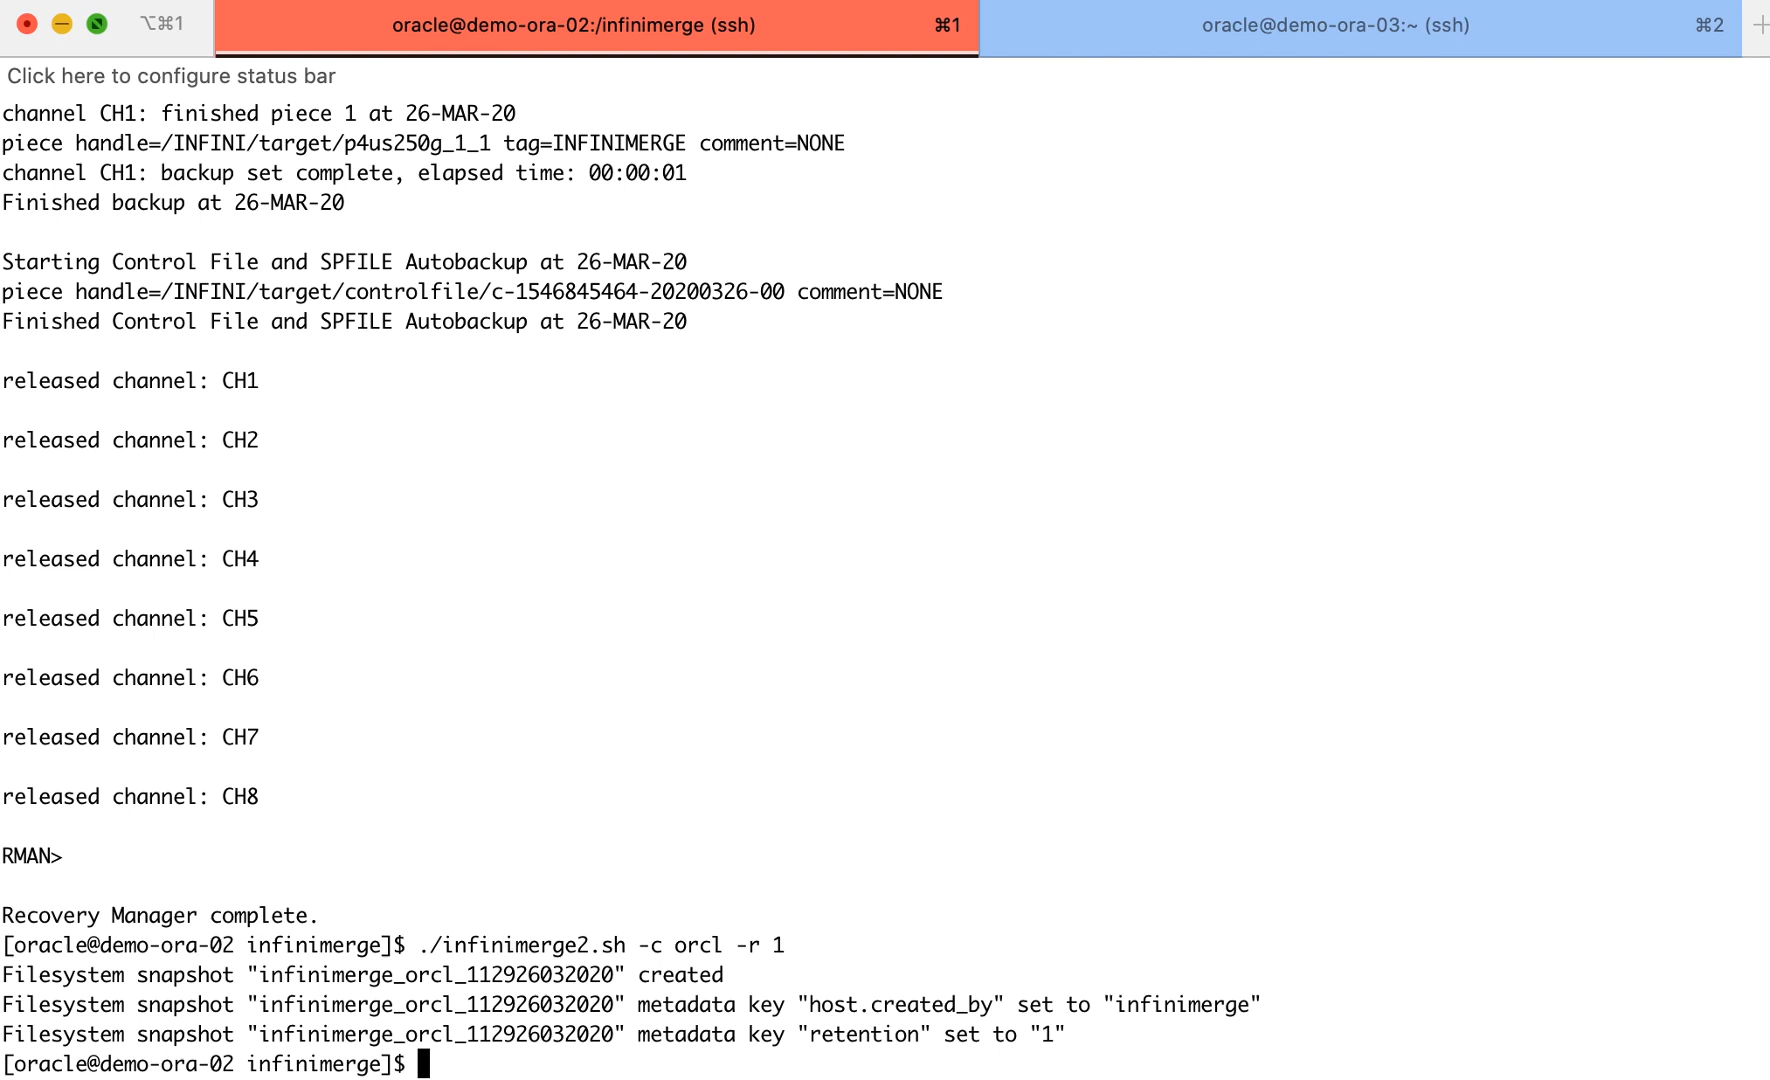 ⌥⌘1
oracle@demo-ora-02:/infinimerge (ssh) ⌘1
oracle@demo-ora-03:~ (ssh) ⌘2
Click here to configure status bar
channel CH1: finished piece 1 at 26-MAR-20
piece handle=/INFINI/target/p4us250g_1_1 tag=INFINIMERGE comment=NONE
channel CH1: backup set complete, elapsed time: 00:00:01
Finished backup at 26-MAR-20
Starting Control File and SPFILE Autobackup at 26-MAR-20
piece handle=/INFINI/target/controlfile/c-1546845464-20200326-00 comment=NONE
Finished Control File and SPFILE Autobackup at 26-MAR-20
released channel: CH1
released channel: CH2
released channel: CH3
released channel: CH4
released channel: CH5
released channel: CH6
released channel: CH7
released channel: CH8
RMAN>
Recovery Manager complete.
[oracle@demo-ora-02 infinimerge]$ ./infinimerge2.sh -c orcl -r 1
Filesystem snapshot "infinimerge_orcl_112926032020" created
Filesystem snapshot "infinimerge_orcl_112926032020" metadata key "host.created_by" set to "infinimerge"
Filesystem snapshot "infinimerge_orcl_112926032020" metadata key "retention" set to "1"
[oracle@demo-ora-02 infinimerge]$